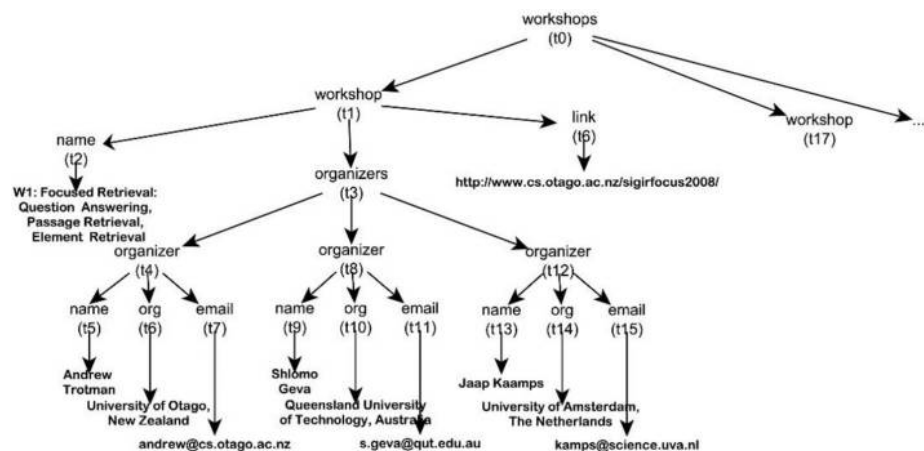 workshops
(t0)
workshop
(t1)
link
(t6)
workshop
(t17)
...
name
(t2)
organizers
(t3)
http://www.cs.otago.ac.nz/sigirfocus2008/
W1: Focused Retrieval:
Question Answering,
Passage Retrieval,
Element Retrieval
organizer
(t4)
organizer
(t8)
organizer
(t12)
name
(t5)
org
(t6)
email
(t7)
name
(t9)
org
(t10)
email
(t11)
name
(t13)
org
(t14)
email
(t15)
Andrew
Trotman
Shlomo
Geva
Jaap Kaamps
University of Otago,
New Zealand
Queensland University
of Technology, Australia
University of Amsterdam,
The Netherlands
andrew@cs.otago.ac.nz
s.geva@qut.edu.au
kamps@science.uva.nl